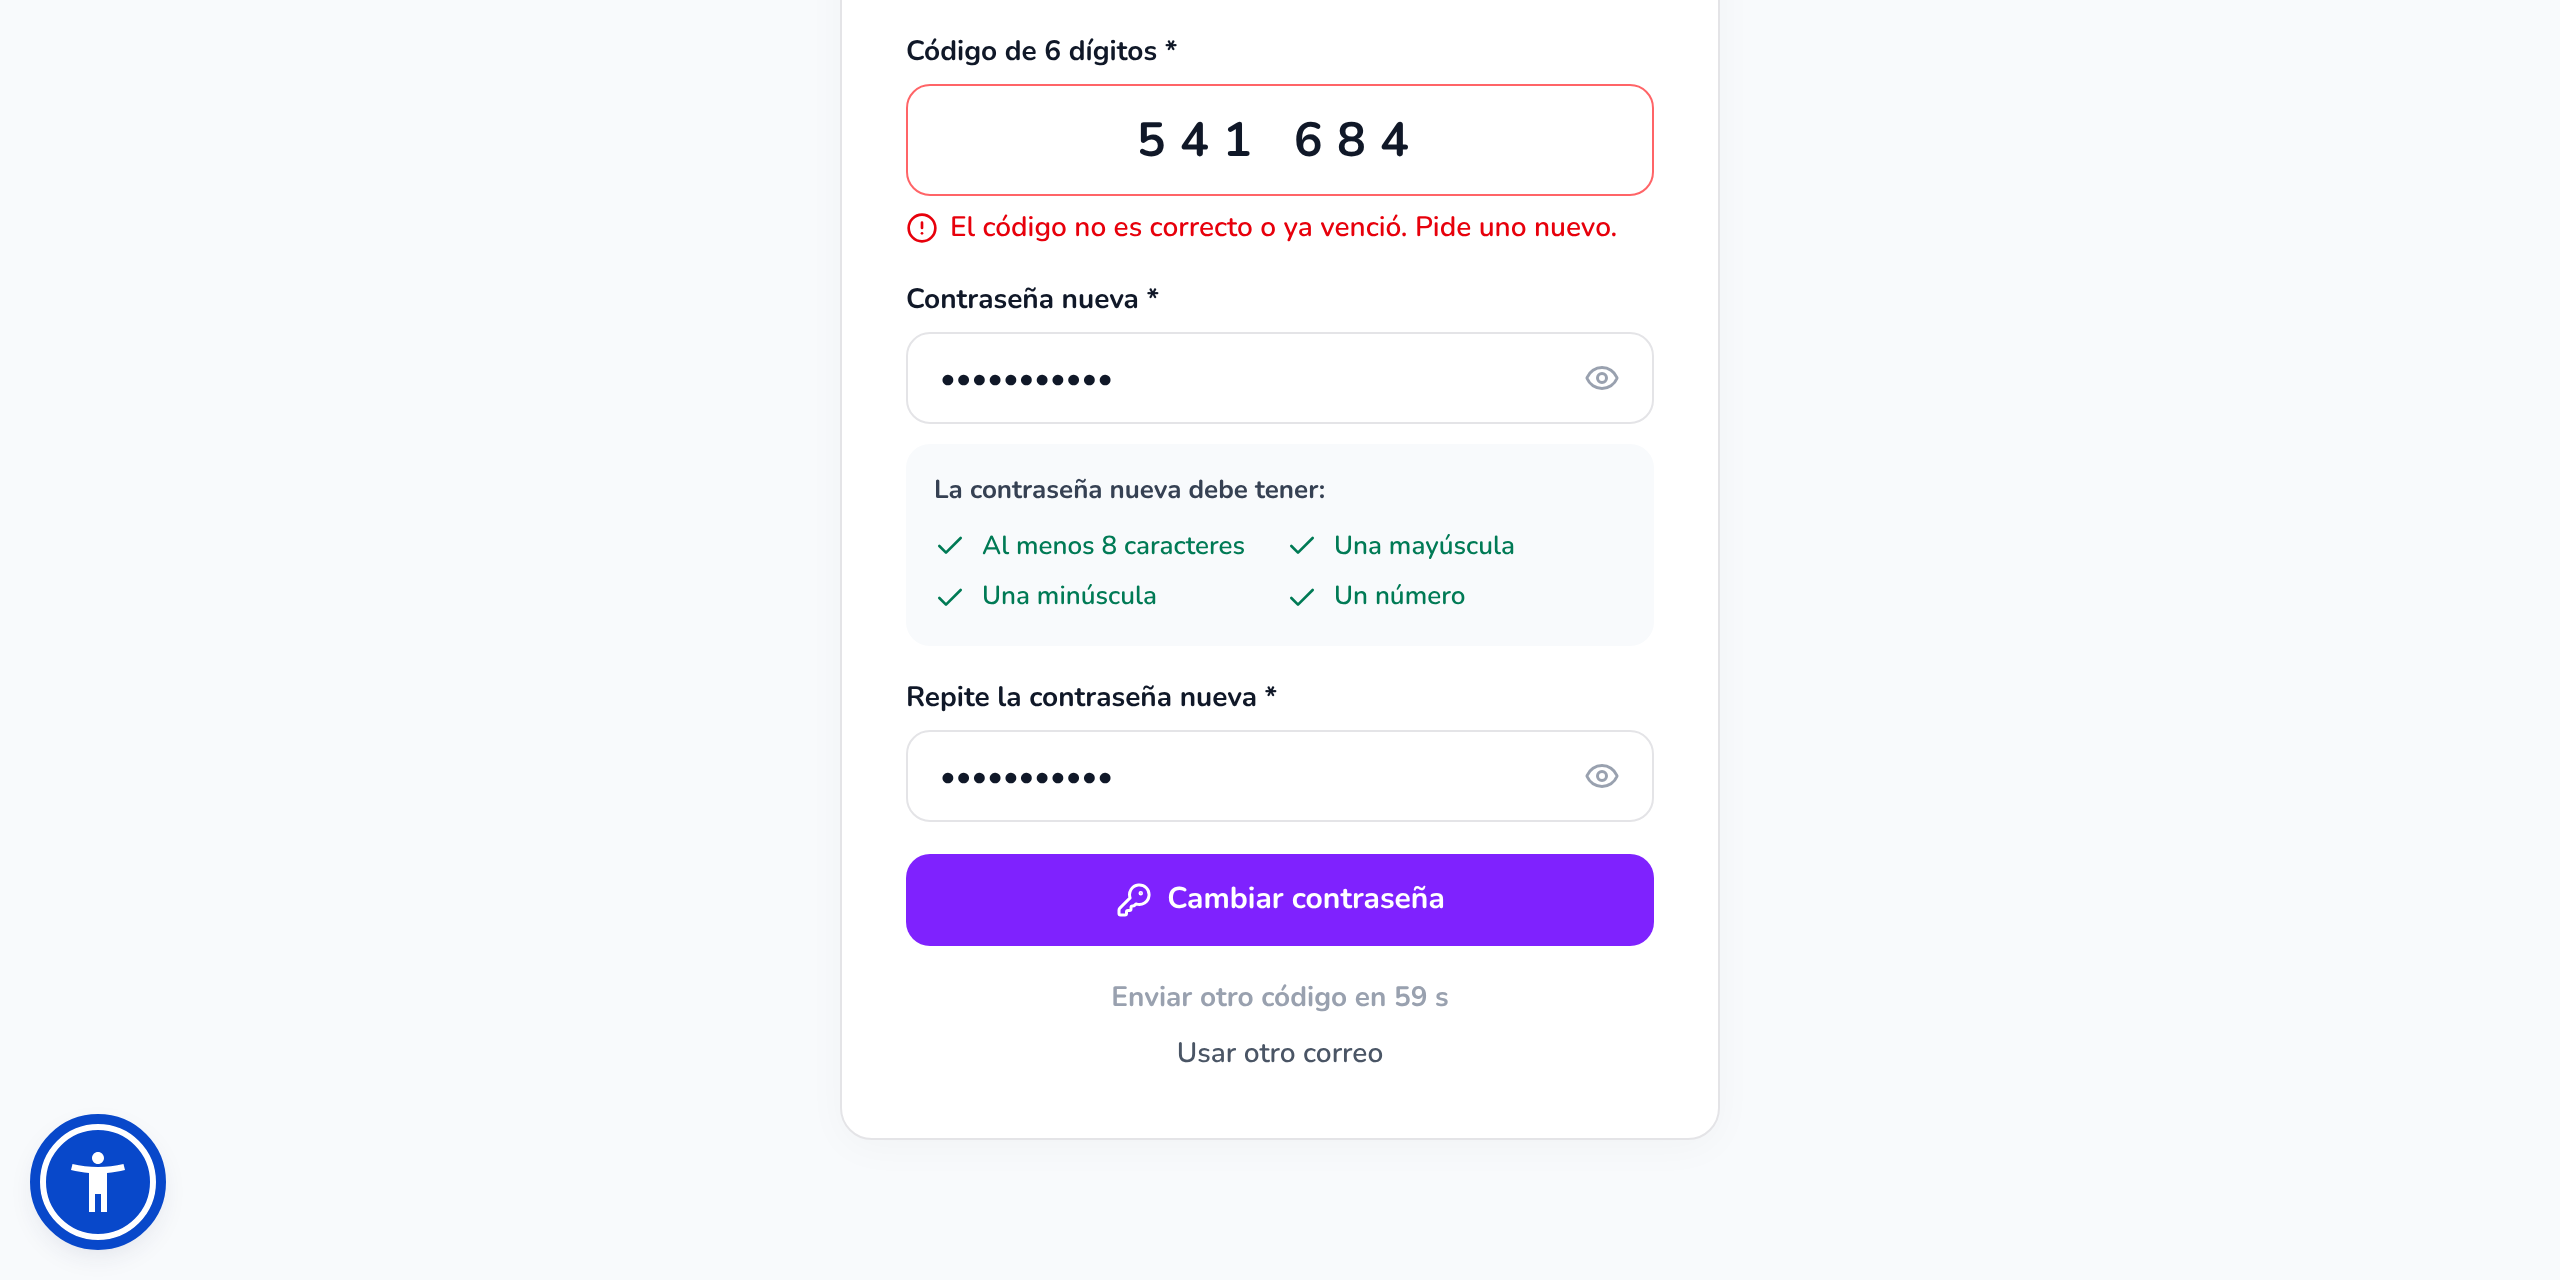 Código de 6 dígitos *
541 684
El código no es correcto o ya venció. Pide uno nuevo.
Contraseña nueva *
•••••••••••
La contraseña nueva debe tener:
Al menos 8 caracteres
Una mayúscula
Una minúscula
Un número
Repite la contraseña nueva *
•••••••••••
Cambiar contraseña
Enviar otro código en 59 s
Usar otro correo